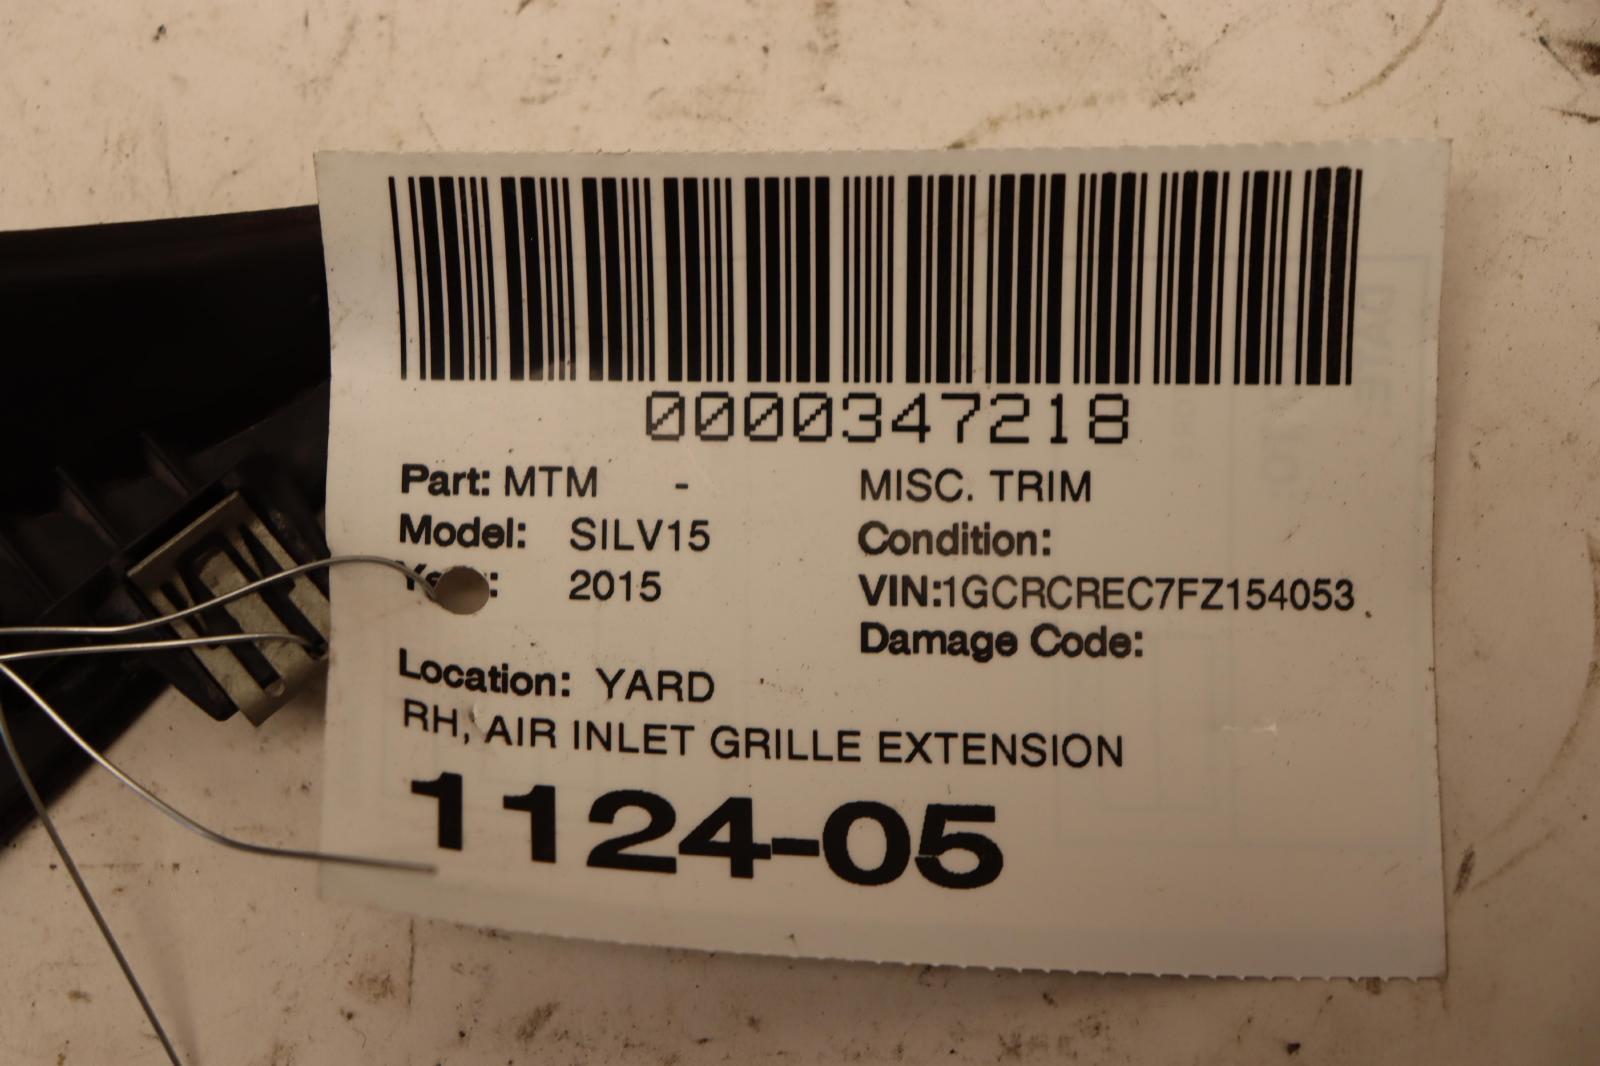 0000347218
Part: MTM - MISC. TRIM
Model: SILV15 Condition:
Year: 2015 VIN:1GCRCREC7FZ154053
Damage Code:
Location: YARD
RH, AIR INLET GRILLE EXTENSION
1124-05